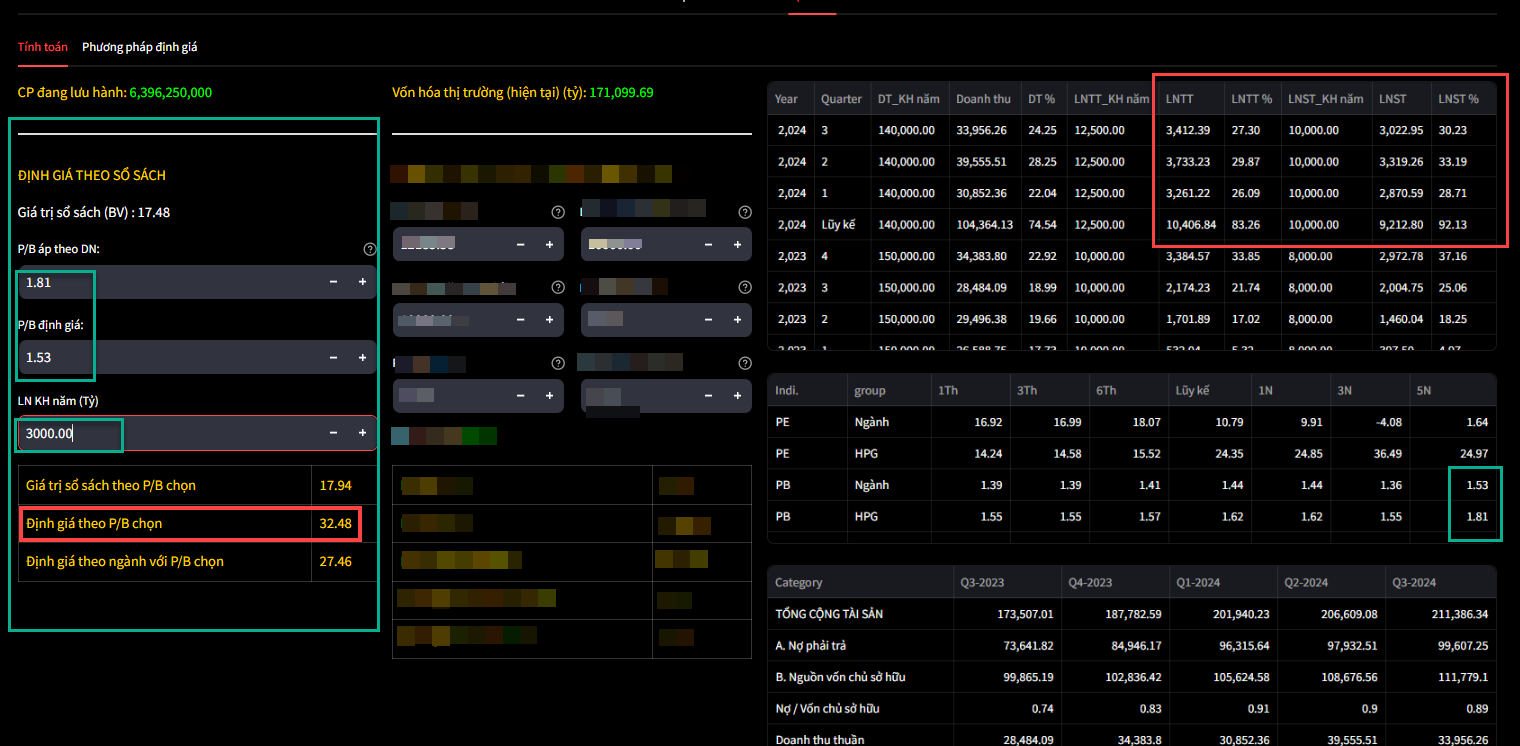 Tính toán Phương pháp định giá
CP đang lưu hành: 6,396,250,000
Vốn hóa thị trường (hiện tại) (tỷ): 171,099.69
ĐỊNH GIÁ THEO SỔ SÁCH
Giá trị sổ sách (BV) : 17.48
P/B áp theo DN:
1.81
P/B định giá:
1.53
LN KH năm (Tỷ)
3000.00
Giá trị sổ sách theo P/B chọn 17.94
Định giá theo P/B chọn 32.48
Định giá theo ngành với P/B chọn 27.46
Year Quarter DT_KH năm Doanh thu DT % LNTT_KH năm LNTT LNTT % LNST_KH năm LNST LNST %
2,024 3 140,000.00 33,956.26 24.25 12,500.00 3,412.39 27.30 10,000.00 3,022.95 30.23
2,024 2 140,000.00 39,555.51 28.25 12,500.00 3,733.23 29.87 10,000.00 3,319.26 33.19
2,024 1 140,000.00 30,852.36 22.04 12,500.00 3,261.22 26.09 10,000.00 2,870.59 28.71
2,024 Lũy kế 140,000.00 104,364.13 74.54 12,500.00 10,406.84 83.26 10,000.00 9,212.80 92.13
2,023 4 150,000.00 34,383.80 22.92 10,000.00 3,384.57 33.85 8,000.00 2,972.78 37.16
2,023 3 150,000.00 28,484.09 18.99 10,000.00 2,174.23 21.74 8,000.00 2,004.75 25.06
2,023 2 150,000.00 29,496.38 19.66 10,000.00 1,701.89 17.02 8,000.00 1,460.04 18.25
Indi. group 1Th 3Th 6Th Lũy kế 1N 3N 5N
PE Ngành 16.92 16.99 18.07 10.79 9.91 -4.08 1.64
PE HPG 14.24 14.58 15.52 24.35 24.85 36.49 24.97
PB Ngành 1.39 1.39 1.41 1.44 1.44 1.36 1.53
PB HPG 1.55 1.55 1.57 1.62 1.62 1.55 1.81
Category Q3-2023 Q4-2023 Q1-2024 Q2-2024 Q3-2024
TỔNG CỘNG TÀI SẢN 173,507.01 187,782.59 201,940.23 206,609.08 211,386.34
A. Nợ phải trả 73,641.82 84,946.17 96,315.64 97,932.51 99,607.25
B. Nguồn vốn chủ sở hữu 99,865.19 102,836.42 105,624.58 108,676.56 111,779.1
Nợ / Vốn chủ sở hữu 0.74 0.83 0.91 0.9 0.89
Doanh thu thuần 28,484.09 34,383.8 30,852.36 39,555.51 33,956.26